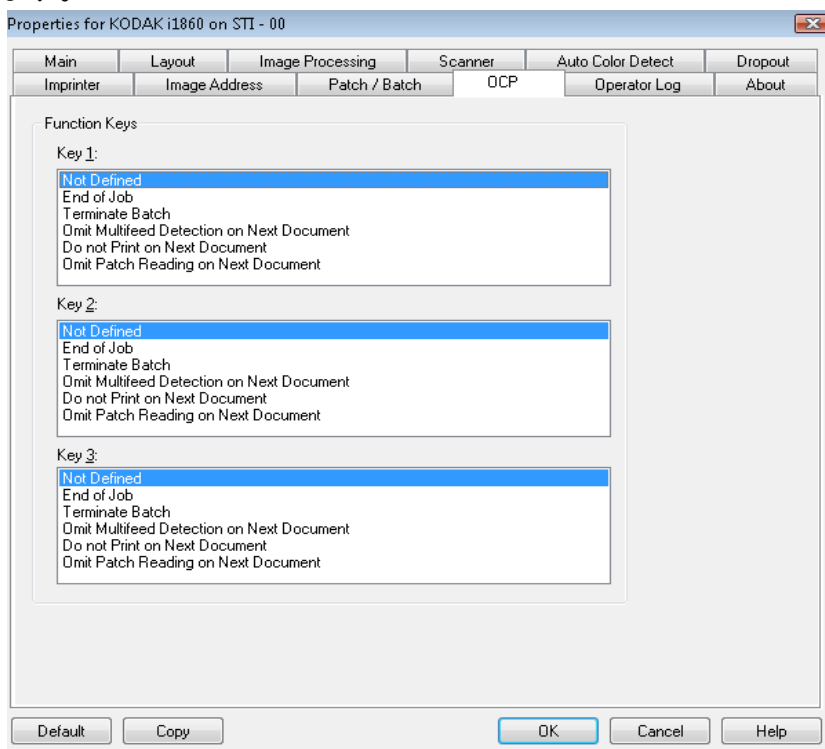 Properties for KODAK i1860 on STI - 00
Main Layout Image Processing Scanner Auto Color Detect Dropout
Imprinter Image Address Patch / Batch OCP Operator Log About
Function Keys
Key 1:
Not Defined
End of Job
Terminate Batch
Omit Multifeed Detection on Next Document
Do not Print on Next Document
Omit Patch Reading on Next Document
Key 2:
Not Defined
End of Job
Terminate Batch
Omit Multifeed Detection on Next Document
Do not Print on Next Document
Omit Patch Reading on Next Document
Key 3:
Not Defined
End of Job
Terminate Batch
Omit Multifeed Detection on Next Document
Do not Print on Next Document
Omit Patch Reading on Next Document
Default Copy OK Cancel Help